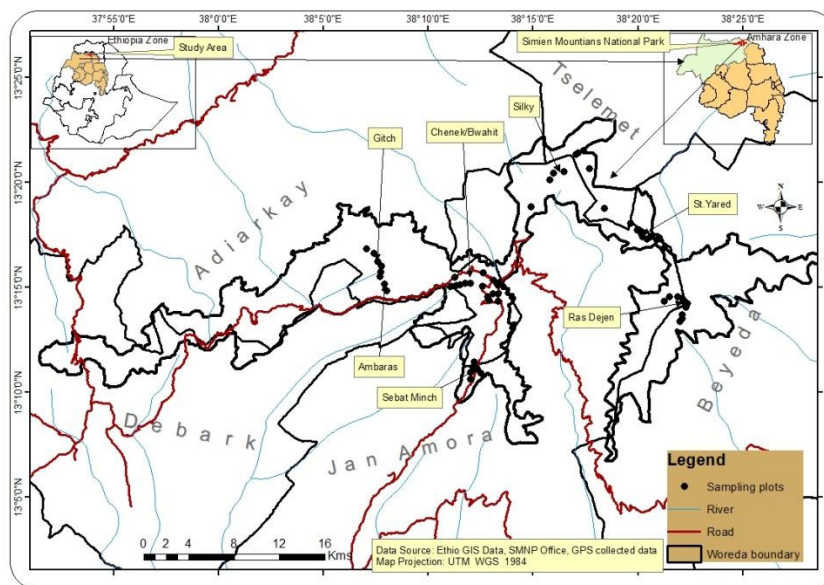 37°55'0"E 38°0'0"E 38°5'0"E 38°10'0"E 38°15'0"E 38°20'0"E 38°25'0"E
Ethiopia Zone
Study Area
Simien Mountians National Park
Amhara Zone
13°25'0"N
13°20'0"N
13°15'0"N
13°10'0"N
13°5'0"N
Tselemet
Silky
Chenek/Bwahit
Gitch
St.Yared
N
W E
S
Adiarkay
Ras Dejen
Ambaras
Sebat Minch
Beyeda
Debark
Jan Amora
Legend
Sampling plots
River
Road
Woreda boundary
0 2 4 8 12 16
Kms
Data Source: Ethio GIS Data, SMNP Office, GPS collected data
Map Projection: UTM WGS 1984